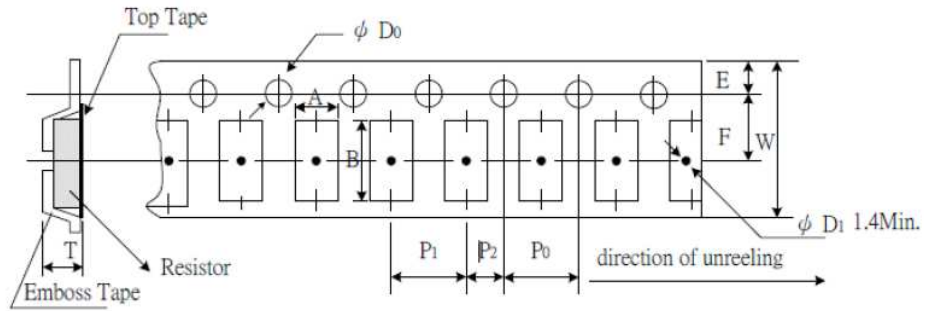 Top Tape
ϕ D0
E
A
F
W
B
ϕ D1 1.4Min.
T
P1
P2
P0
direction of unreeling
Resistor
Emboss Tape